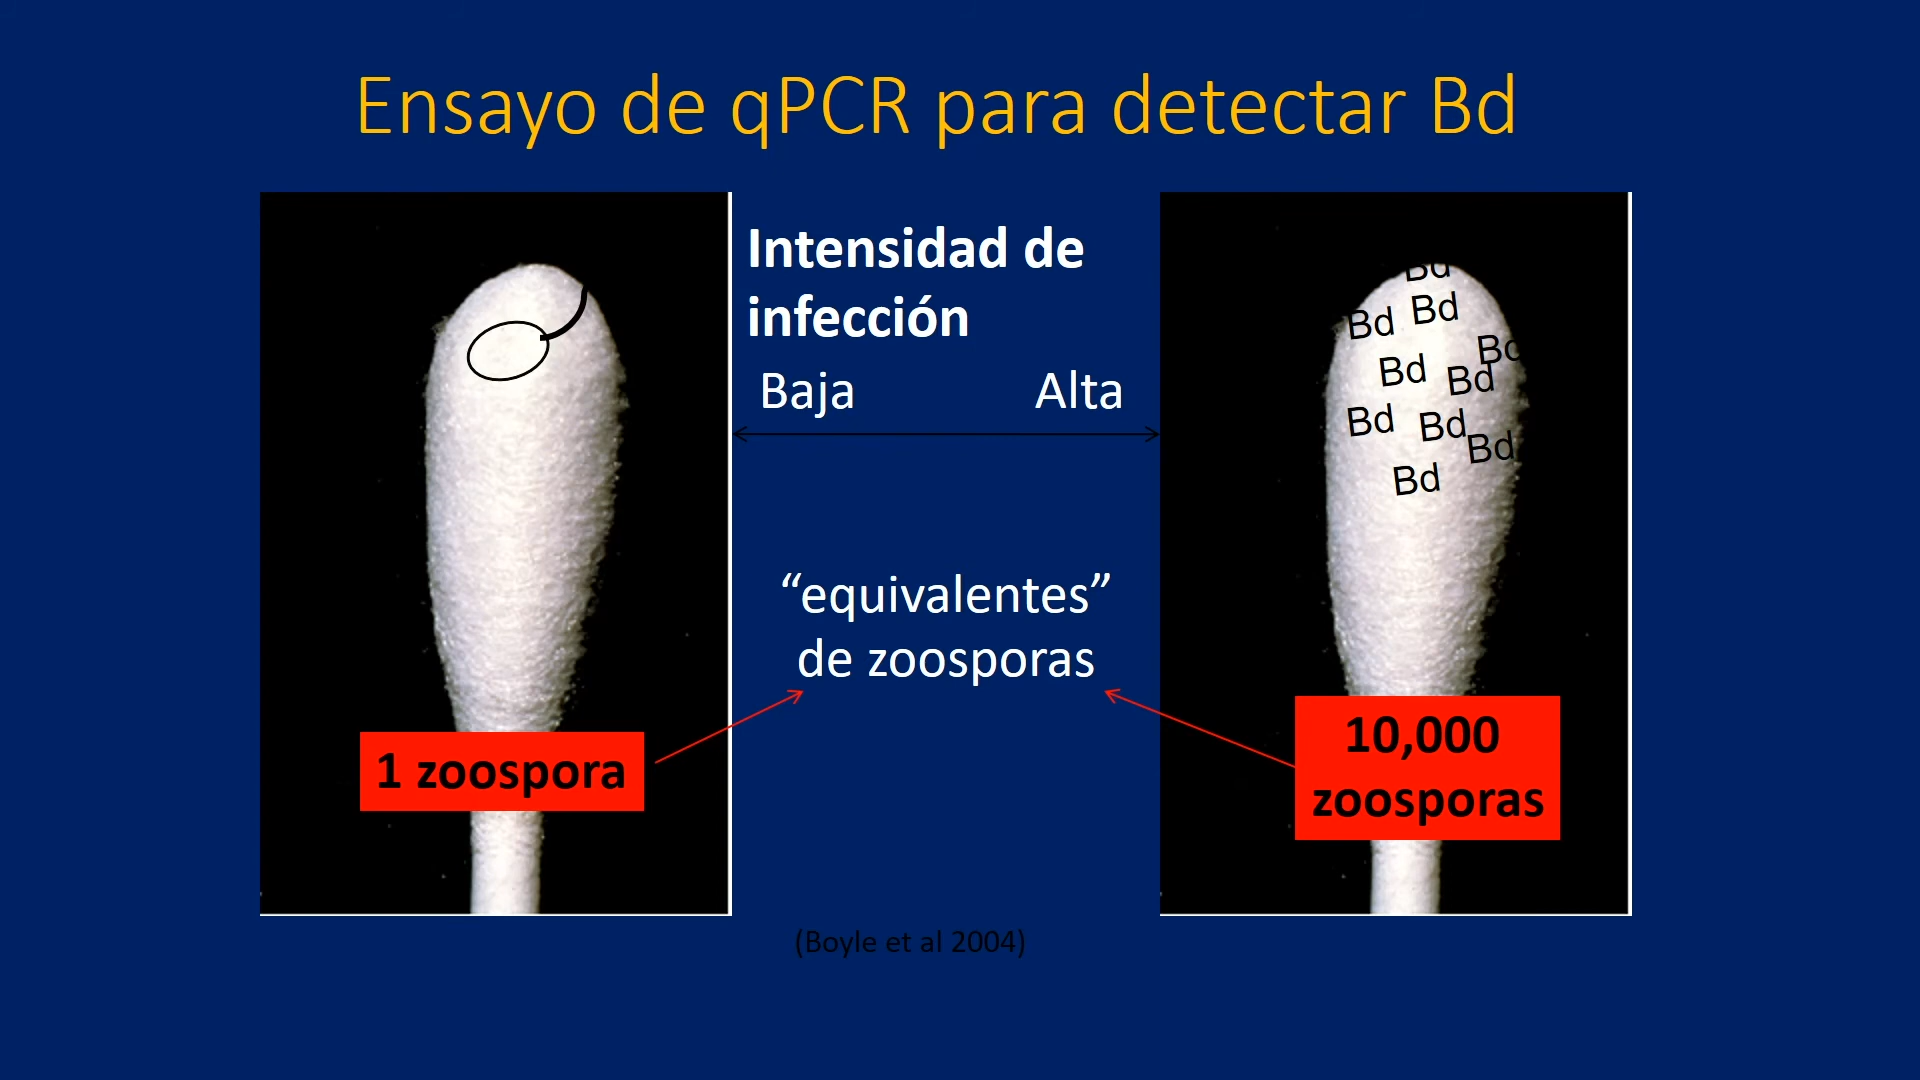 Ensayo de qPCR para detectar Bd
Intensidad de
infección
Baja Alta
“equivalentes”
de zoosporas
1 zoospora
Bd
Bd Bd
Bd
Bd Bd
Bd Bd
Bd
Bd
10,000
zoosporas
(Boyle et al 2004)